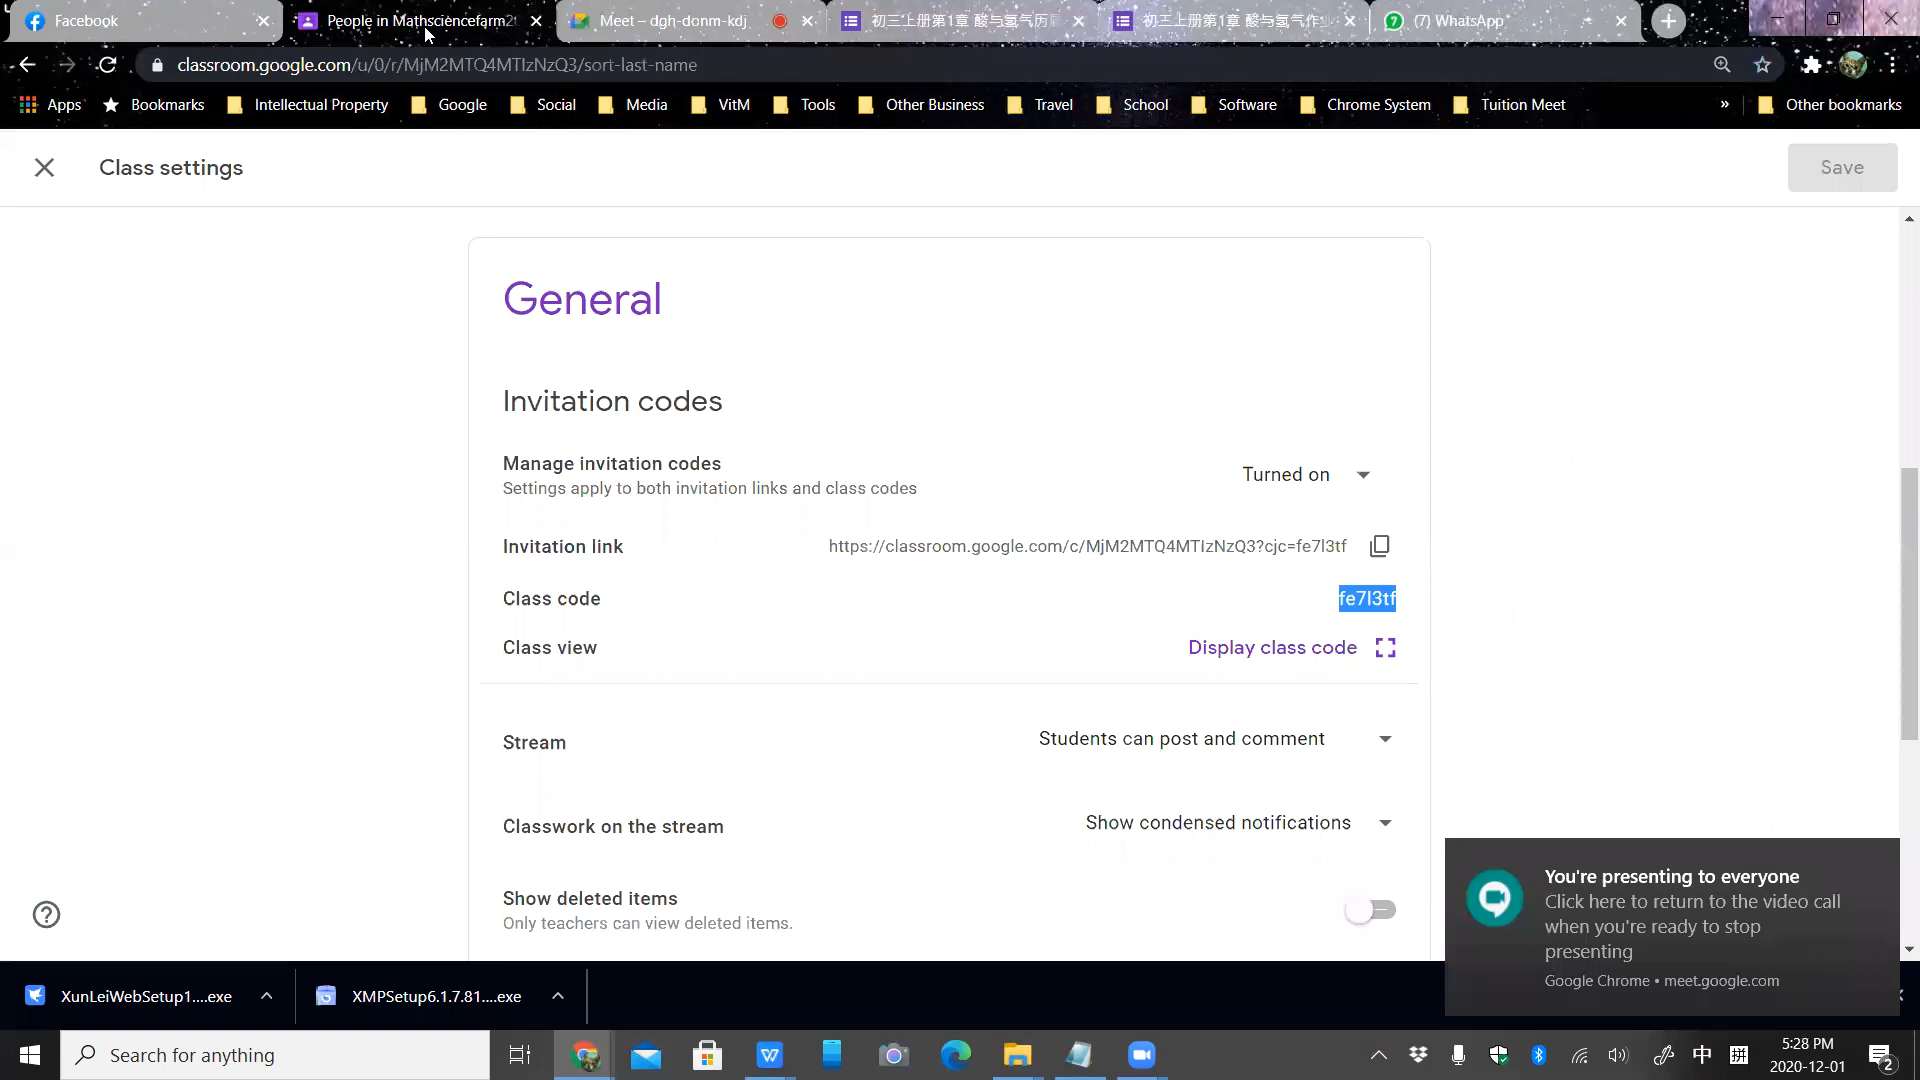 Facebook
People in Mathsciencefarm2
Meet – dgh-donm-kdj
初三上册第1章 酸与氢气
初三上册第1章 酸与氢气作业
(7) WhatsApp
classroom.google.com/u/0/r/MjM2MTQ4MTIzNzQ3/sort-last-name
Apps
Bookmarks
Intellectual Property
Google
Social
Media
VitM
Tools
Other Business
Travel
School
Software
Chrome System
Tuition Meet
»
Other bookmarks
Class settings
Save
General
Invitation codes
Manage invitation codes
Settings apply to both invitation links and class codes
Turned on
Invitation link
https://classroom.google.com/c/MjM2MTQ4MTIzNzQ3?cjc=fe7l3tf
Class code
fe7l3tf
Class view
Display class code
Stream
Students can post and comment
Classwork on the stream
Show condensed notifications
Show deleted items
Only teachers can view deleted items.
You're presenting to everyone
Click here to return to the video call
when you're ready to stop
presenting
Google Chrome • meet.google.com
XunLeiWebSetup1....exe
XMPSetup6.1.7.81....exe
Search for anything
中
拼
5:28 PM
2020-12-01
2